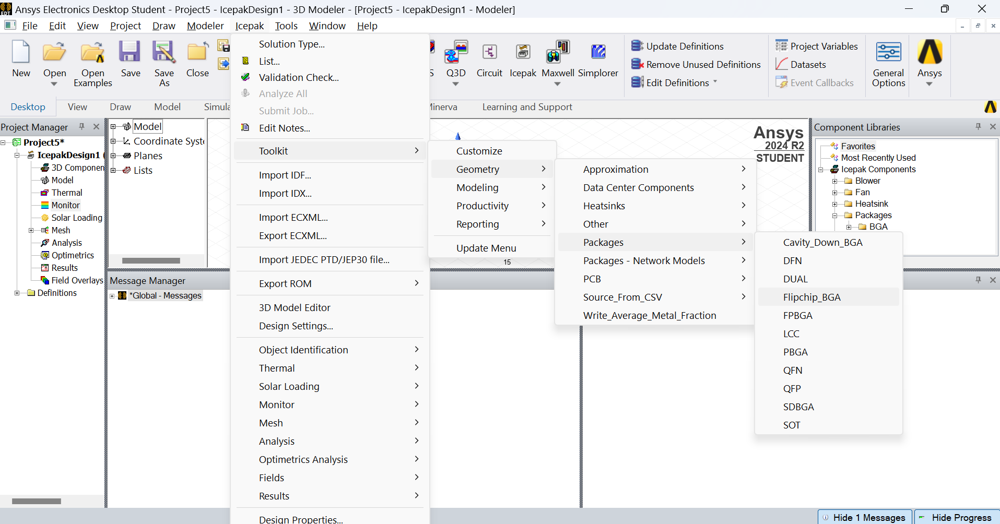 Ansys Electronics Desktop Student - Project5 - IcepakDesign1 - 3D Modeler - [Project5 - IcepakDesign1 - Modeler]
File Edit View Project Draw Modeler Icepak Tools Window Help
New
Open
Open Examples
Save
Save As
Close
S
Q3D
Circuit
Icepak
Maxwell
Simplorer
Update Definitions
Remove Unused Definitions
Edit Definitions
Project Variables
Datasets
Event Callbacks
General Options
Ansys
Desktop View Draw Model Simula
Minerva Learning and Support
Project Manager
Project5*
IcepakDesign1 (
3D Componen
Model
Thermal
Monitor
Solar Loading
Mesh
Analysis
Optimetrics
Results
Field Overlays
Definitions
Model
Coordinate Syste
Planes
Lists
Message Manager
*Global - Messages
Solution Type...
List...
Validation Check...
Analyze All
Submit Job...
Edit Notes...
Toolkit
Import IDF...
Import IDX...
Import ECXML...
Export ECXML...
Import JEDEC PTD/JEP30 file...
Export ROM
3D Model Editor
Design Settings...
Object Identification
Thermal
Solar Loading
Monitor
Mesh
Analysis
Optimetrics Analysis
Fields
Results
Design Properties...
Customize
Geometry
Modeling
Productivity
Reporting
Update Menu
15
Approximation
Data Center Components
Heatsinks
Other
Packages
Packages - Network Models
PCB
Source_From_CSV
Write_Average_Metal_Fraction
Cavity_Down_BGA
DFN
DUAL
Flipchip_BGA
FPBGA
LCC
PBGA
QFN
QFP
SDBGA
SOT
Ansys
2024 R2
STUDENT
Component Libraries
Favorites
Most Recently Used
Icepak Components
Blower
Fan
Heatsink
Packages
BGA
Hide 1 Messages
Hide Progress